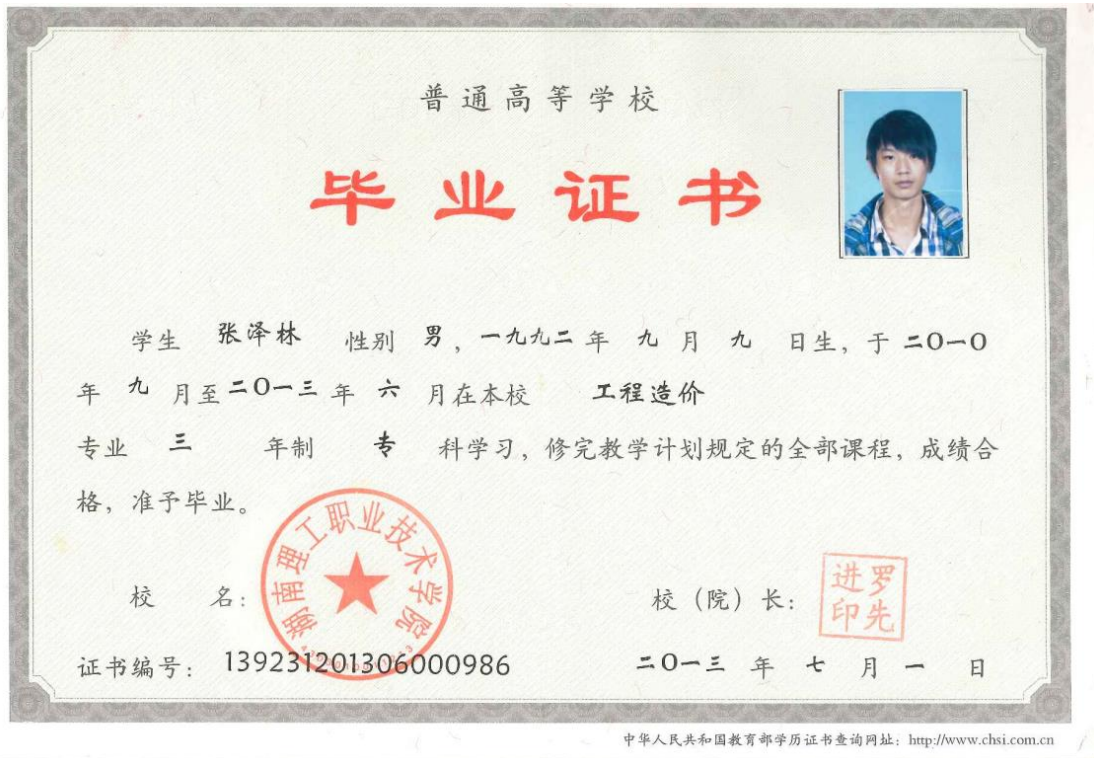 普通高等学校
毕业证书
学生 张泽林 性别 男，一九九二年 九 月 九 日生，于二〇一〇
年 九 月至二〇一三年 六 月在本校 工程造价
专业 三 年制 专 科学习，修完教学计划规定的全部课程，成绩合
格，准予毕业。
湖南理工职业技术学院
校 名：
校（院）长：
罗先进印
证书编号： 139231201306000986
二〇一三 年 七 月 一 日
中华人民共和国教育部学历证书查询网址：http://www.chsi.com.cn